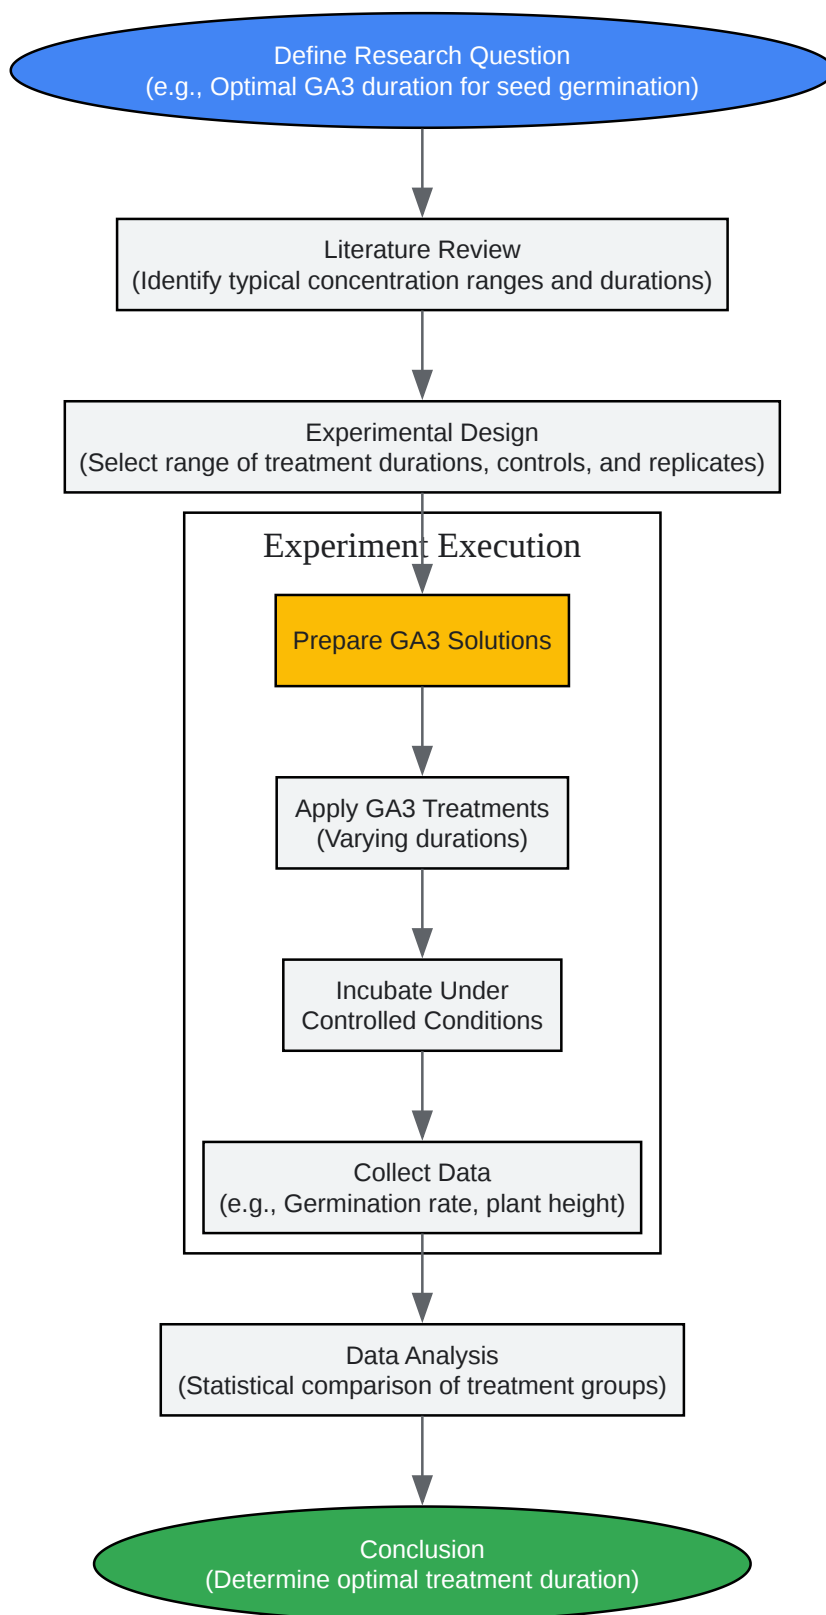 Define Research Question
(e.g., Optimal GA3 duration for seed germination)
Literature Review
(Identify typical concentration ranges and durations)
Experimental Design
(Select range of treatment durations, controls, and replicates)
Experiment Execution
Prepare GA3 Solutions
Apply GA3 Treatments
(Varying durations)
Incubate Under
Controlled Conditions
Collect Data
(e.g., Germination rate, plant height)
Data Analysis
(Statistical comparison of treatment groups)
Conclusion
(Determine optimal treatment duration)